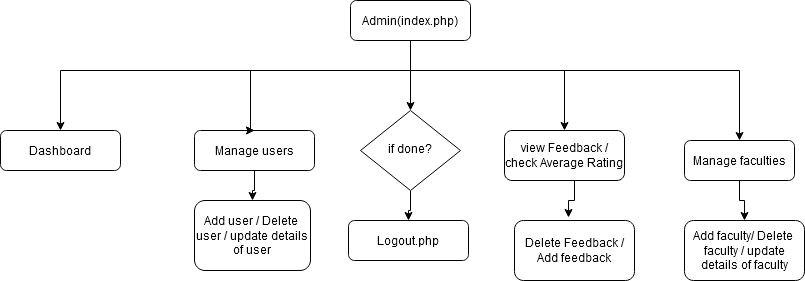 Admin(index.php)
Dashboard
Manage users
if done?
view Feedback /
check Average Rating
Manage faculties
Add user / Delete
user / update details
of user
Logout.php
Delete Feedback /
Add feedback
Add faculty/ Delete
faculty / update
details of faculty